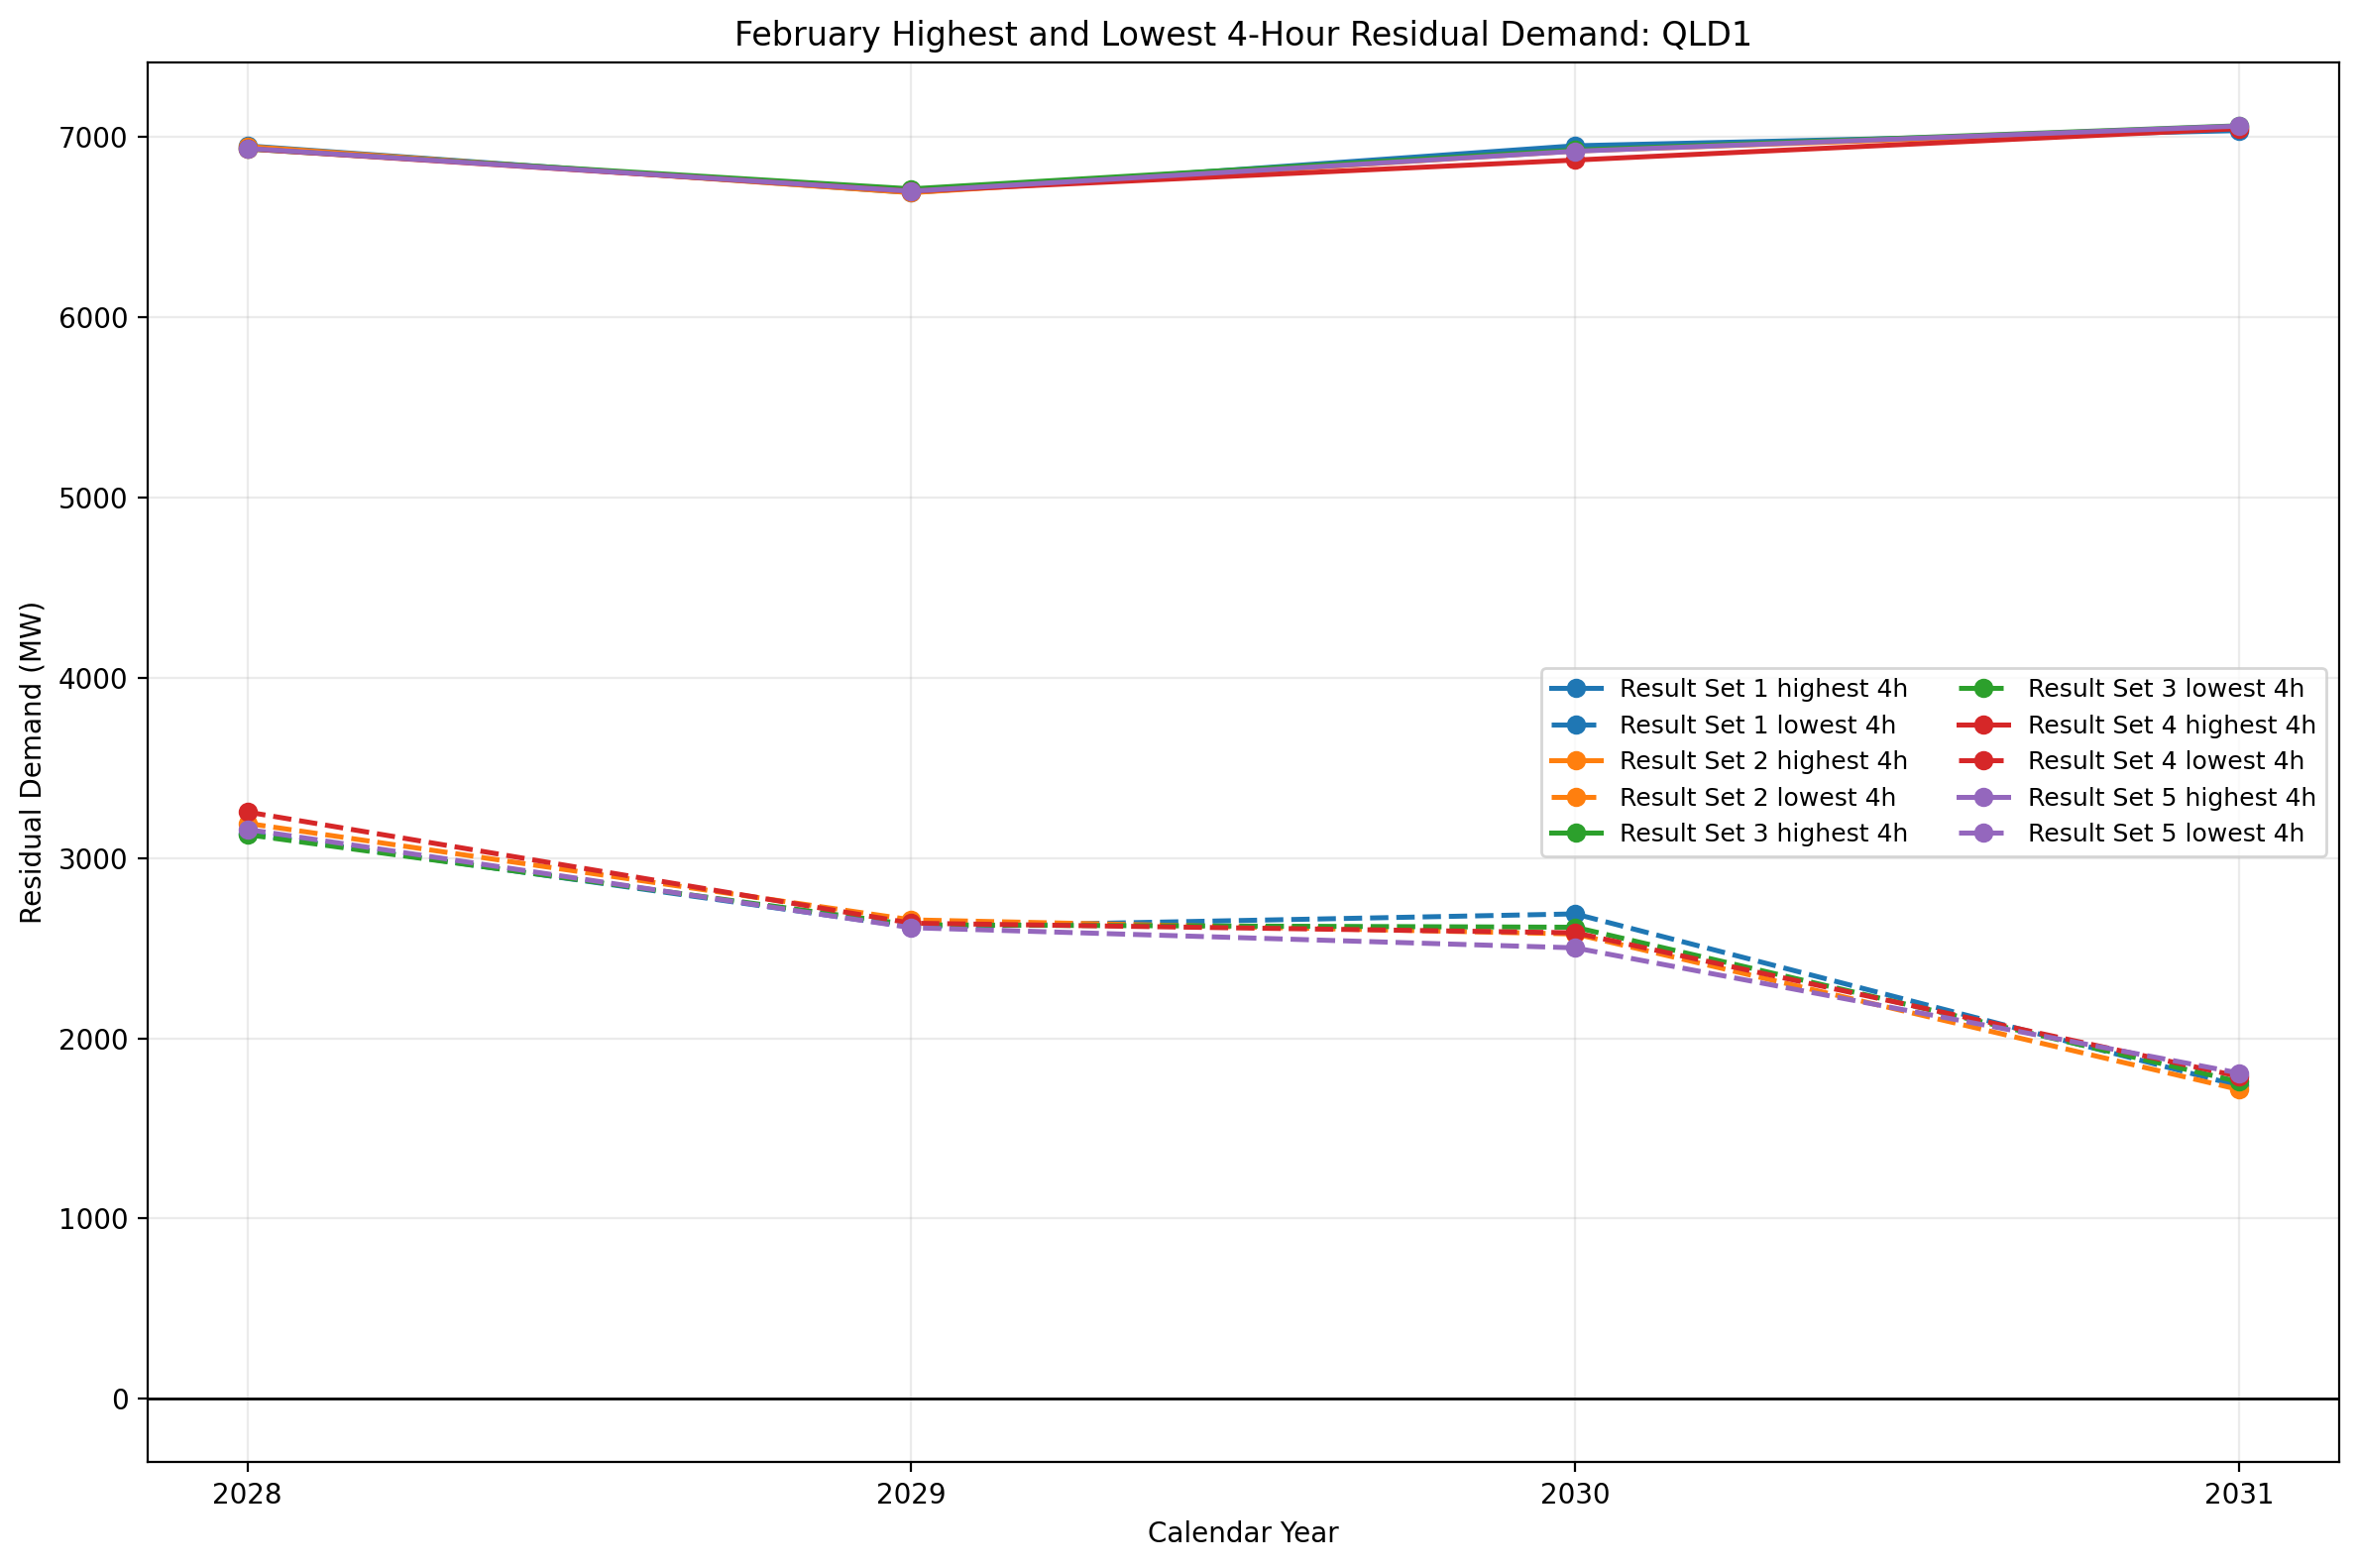 February Highest and Lowest 4-Hour Residual Demand: QLD1
Residual Demand (MW)
7000
6000
5000
4000
3000
2000
1000
0
Result Set 1 highest 4h
Result Set 1 lowest 4h
Result Set 2 highest 4h
Result Set 2 lowest 4h
Result Set 3 highest 4h
Result Set 3 lowest 4h
Result Set 4 highest 4h
Result Set 4 lowest 4h
Result Set 5 highest 4h
Result Set 5 lowest 4h
2028 2029 2030 2031
Calendar Year